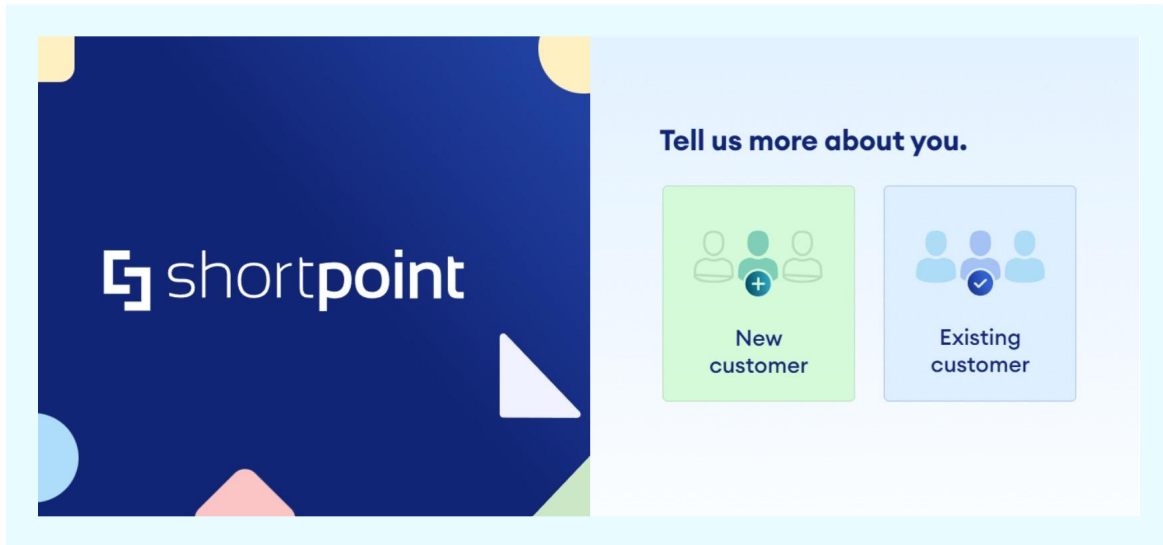 shortpoint
Tell us more about you.
New
customer
Existing
customer